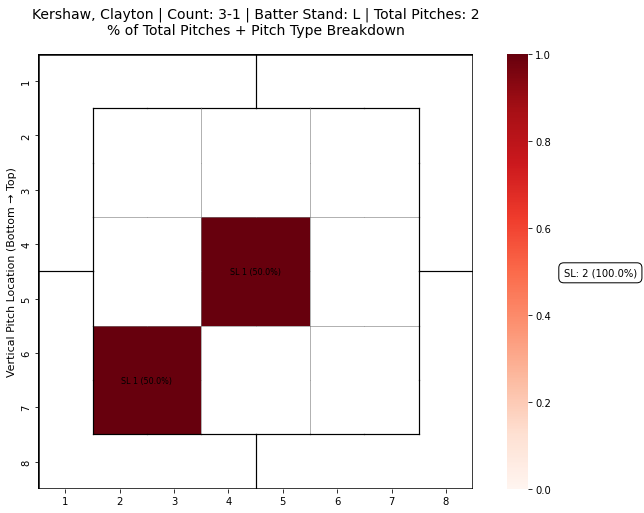 Kershaw, Clayton | Count: 3-1 | Batter Stand: L | Total Pitches: 2
% of Total Pitches + Pitch Type Breakdown
Vertical Pitch Location (Bottom → Top)
1
2
3
4
5
6
7
8
SL 1 (50.0%)
SL 1 (50.0%)
1 2 3 4 5 6 7 8
1.0
0.8
0.6
0.4
0.2
0.0
SL: 2 (100.0%)